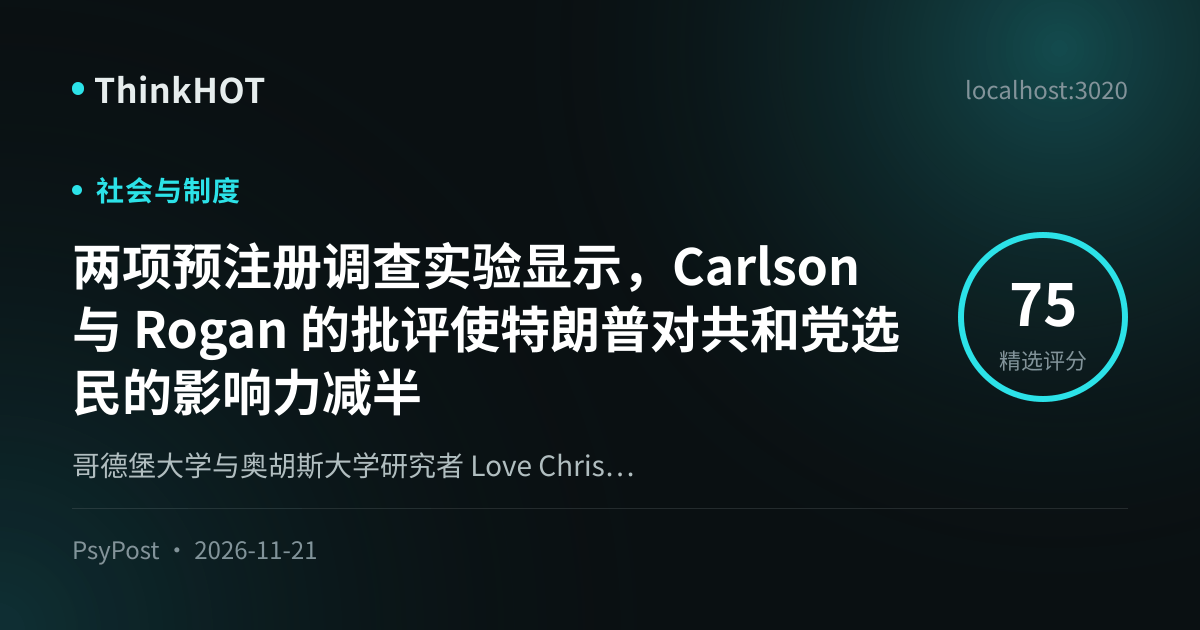 ThinkHOT
localhost:3020
社会与制度
两项预注册调查实验显示，Carlson
与 Rogan 的批评使特朗普对共和党选
民的影响力减半
75
精选评分
哥德堡大学与奥胡斯大学研究者 Love Chris…
PsyPost · 2026-11-21